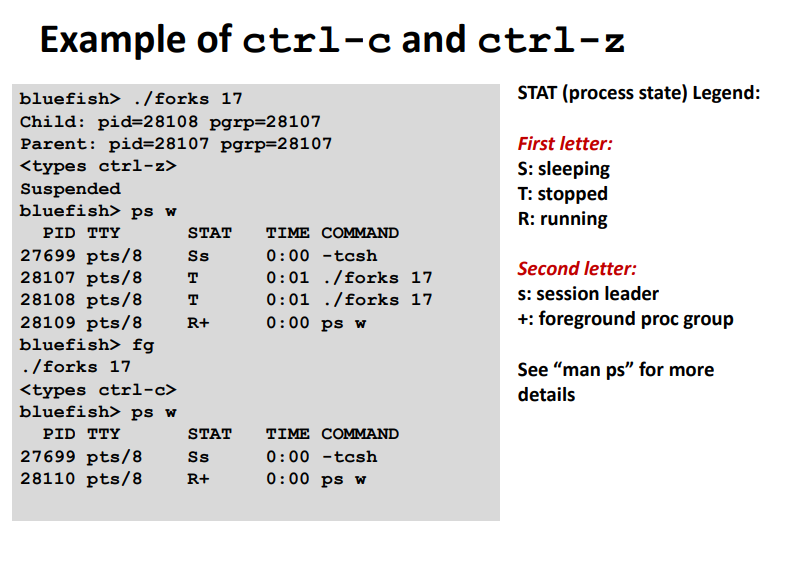 Example of ctrl-c and ctrl-z
bluefish> ./forks 17
Child: pid=28108 pgrp=28107
Parent: pid=28107 pgrp=28107
<types ctrl-z>
Suspended
bluefish> ps w
  PID TTY      STAT   TIME COMMAND
27699 pts/8    Ss     0:00 -tcsh
28107 pts/8    T      0:01 ./forks 17
28108 pts/8    T      0:01 ./forks 17
28109 pts/8    R+     0:00 ps w
bluefish> fg
./forks 17
<types ctrl-c>
bluefish> ps w
  PID TTY      STAT   TIME COMMAND
27699 pts/8    Ss     0:00 -tcsh
28110 pts/8    R+     0:00 ps w
STAT (process state) Legend:
First letter:
S: sleeping
T: stopped
R: running
Second letter:
s: session leader
+: foreground proc group
See “man ps” for more
details